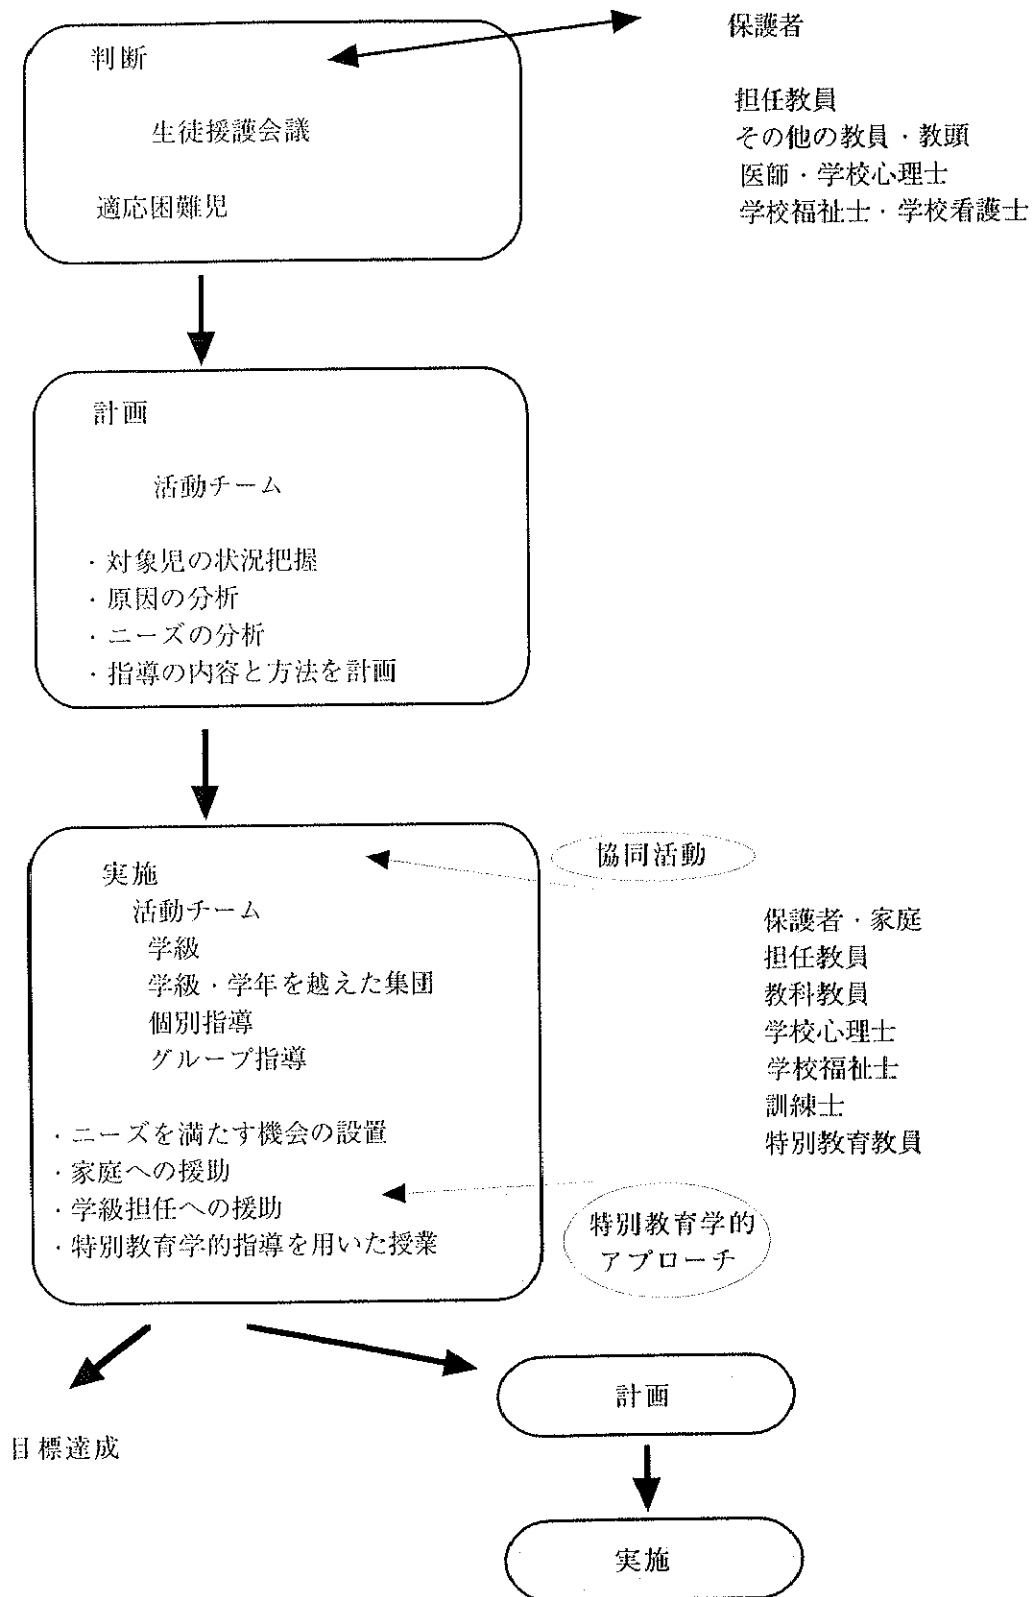 判断
生徒援護会議
適応困難児
保護者
担任教員
その他の教員・教頭
医師・学校心理士
学校福祉士・学校看護士
計画
活動チーム
・対象児の状況把握
・原因の分析
・ニーズの分析
・指導の内容と方法を計画
実施
活動チーム
学級
学級・学年を越えた集団
個別指導
グループ指導
・ニーズを満たす機会の設置
・家庭への援助
・学級担任への援助
・特別教育学的指導を用いた授業
協同活動
保護者・家庭
担任教員
教科教員
学校心理士
学校福祉士
訓練士
特別教育教員
特別教育学的
アプローチ
目標達成
計画
実施